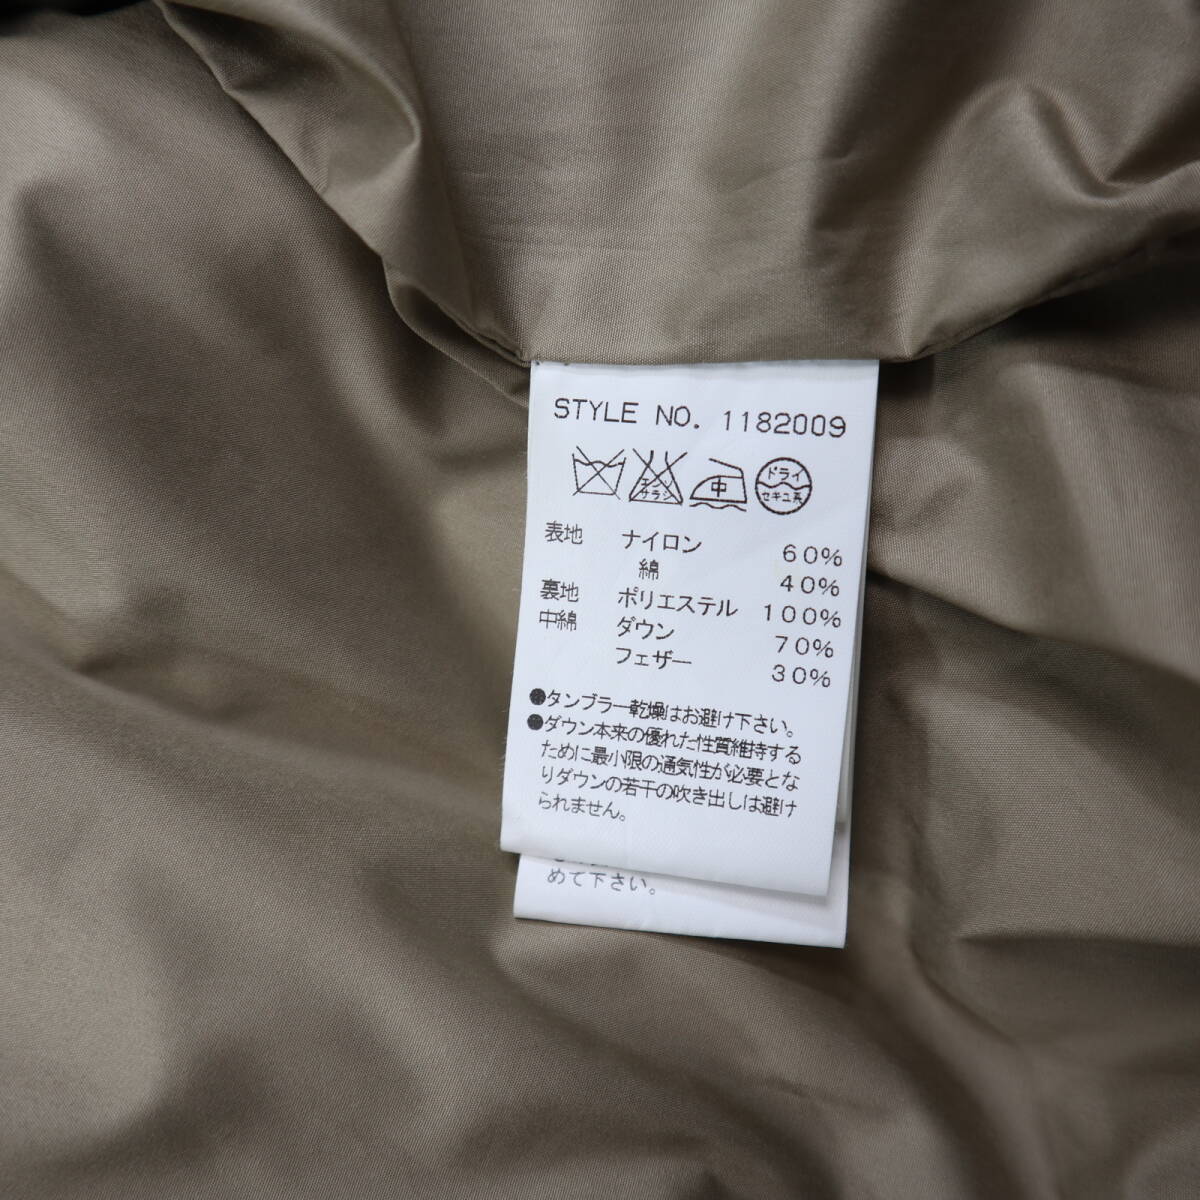 STYLE NO. 1182009
エンソ サラシ 中 ドライ セキユ系
表地 ナイロン 60%
綿 40%
裏地 ポリエステル 100%
中綿 ダウン 70%
フェザー 30%
●タンブラー乾燥はお避け下さい。
●ダウン本来の優れた性質維持する
ために最小限の通気性が必要とな
りダウンの若干の吹き出しは避け
られません。
めて下さい。